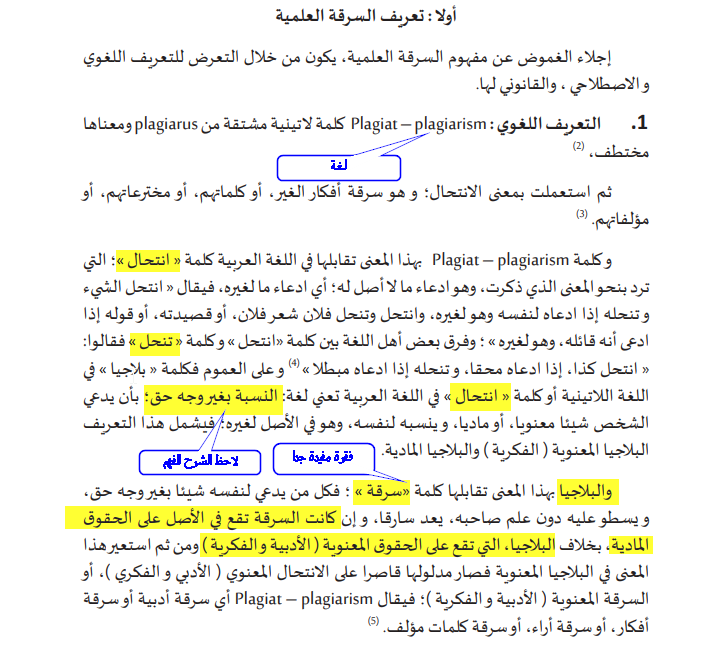 أولا: تعريف السرقة العلمية
إجلاء الغموض عن مفهوم السرقة العلمية، يكون من خلال التعرض للتعريف اللغوي
والاصطلاحي، والقانوني لها.
1. التعريف اللغوي: Plagiat – plagiarism كلمة لاتينية مشتقة من plagiarus ومعناها
مختطف، (2)
لغة
ثم استعملت بمعنى الانتحال؛ وهو سرقة أفكار الغير، أو كلماتهم، أو مخترعاتهم، أو
مؤلفاتهم. (3)
وكلمة Plagiat – plagiarism بهذا المعنى تقابلها في اللغة العربية كلمة « انتحال »؛ التي
ترد بنحو المعنى الذي ذكرت، وهو ادعاء ما لا أصل له؛ أي ادعاء ما لغيره، فيقال « انتحل الشيء
وتنحله إذا ادعاه لنفسه وهو لغيره، وانتحل وتنحل فلان شعر فلان، أو قصيدته، أو قوله إذا
ادعى أنه قائله، وهو لغيره » ؛ وفرق بعض أهل اللغة بين كلمة «انتحل » وكلمة « تنحل » فقالوا:
« انتحل كذا، إذا ادعاه محقا، وتنحله إذا ادعاه مبطلا » (4) وعلى العموم فكلمة « بلاجيا » في
اللغة اللاتينية أو كلمة « انتحال » في اللغة العربية تعني لغة: النسبة بغير وجه حق؛ بأن يدعي
الشخص شيئا معنويا، أو ماديا، وينسبه لنفسه، وهو في الأصل لغيره؛ فيشمل هذا التعريف
البلاجيا المعنوية ( الفكرية ) والبلاجيا المادية.
فقرة مفيدة جدا
لاحظ الشرح للفهم
والبلاجيا بهذا المعنى تقابلها كلمة «سرقة » ؛ فكل من يدعي لنفسه شيئا بغير وجه حق،
ويسطو عليه دون علم صاحبه، يعد سارقا، وإن كانت السرقة تقع في الأصل على الحقوق
المادية، بخلاف البلاجيا، التي تقع على الحقوق المعنوية ( الأدبية والفكرية ) ومن ثم استعير هذا
المعنى في البلاجيا المعنوية فصار مدلولها قاصرا على الانتحال المعنوي ( الأدبي والفكري )، أو
السرقة المعنوية ( الأدبية والفكرية )؛ فيقال Plagiat – plagiarism أي سرقة أدبية أو سرقة
أفكار، أو سرقة أراء، أو سرقة كلمات مؤلف. (5)